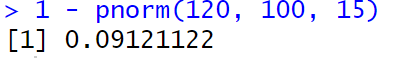 > 1 - pnorm(120, 100, 15)
[1] 0.09121122